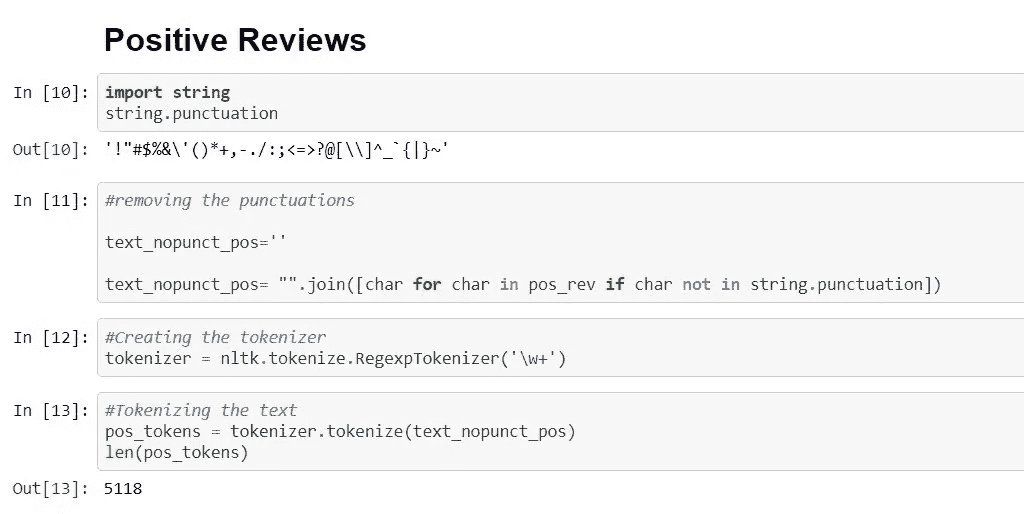 Positive Reviews
In [10]: import string
string.punctuation
Out[10]: '!"#$%&\'()*+,-./:;<=>?@[\\]^_`{|}~'
In [11]: #removing the punctuations
text_nopunct_pos=''
text_nopunct_pos= "".join([char for char in pos_rev if char not in string.punctuation])
In [12]: #Creating the tokenizer
tokenizer = nltk.tokenize.RegexpTokenizer('\w+')
In [13]: #Tokenizing the text
pos_tokens = tokenizer.tokenize(text_nopunct_pos)
len(pos_tokens)
Out[13]: 5118